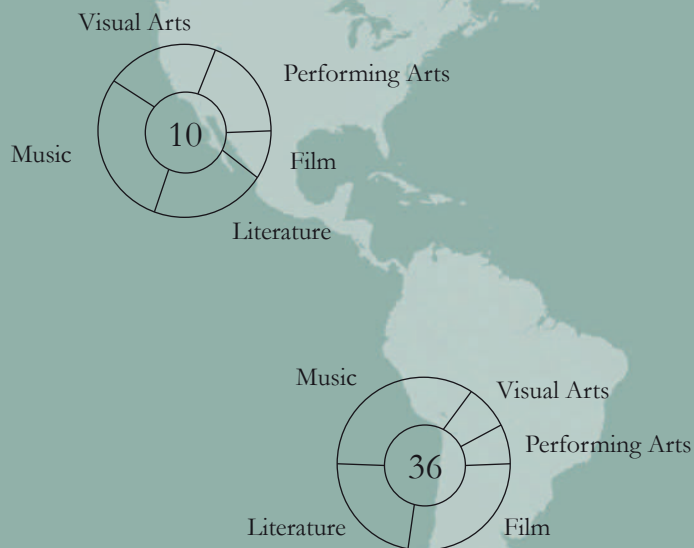 Visual Arts
Performing Arts
10
Music
Film
Literature
Music
Visual Arts
Performing Arts
36
Literature
Film